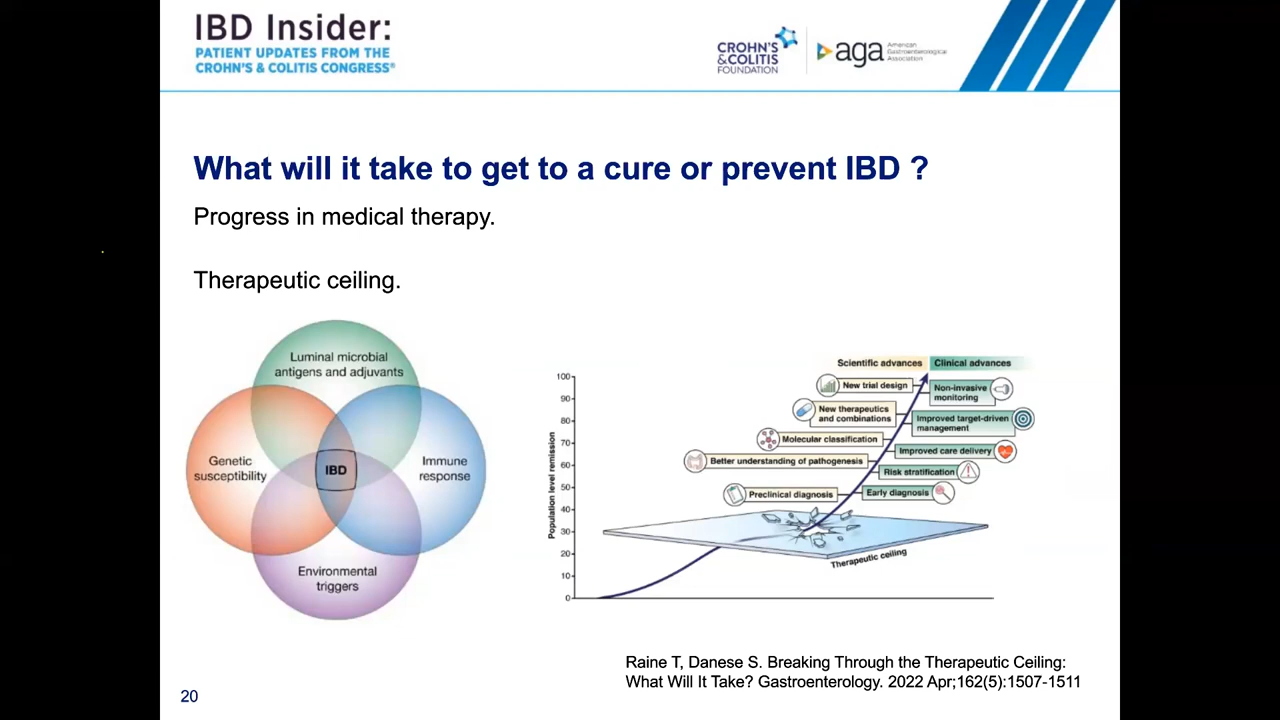 IBD Insider:
PATIENT UPDATES FROM THE
CROHN'S & COLITIS CONGRESS®
CROHN'S
&COLITIS
FOUNDATION
aga
American
Gastroenterological
Association
What will it take to get to a cure or prevent IBD ?
Progress in medical therapy.
Therapeutic ceiling.
Luminal microbial
antigens and adjuvants
Genetic
susceptibility
IBD
Immune
response
Environmental
triggers
Population level remission
100
90
80
70
60
50
40
30
20
10
0
Scientific advances
Clinical advances
New trial design
Non-invasive
monitoring
New therapeutics
and combinations
Improved target-driven
management
Molecular classification
Improved care delivery
Better understanding of pathogenesis
Risk stratification
Preclinical diagnosis
Early diagnosis
Therapeutic ceiling
Raine T, Danese S. Breaking Through the Therapeutic Ceiling:
What Will It Take? Gastroenterology. 2022 Apr;162(5):1507-1511
20